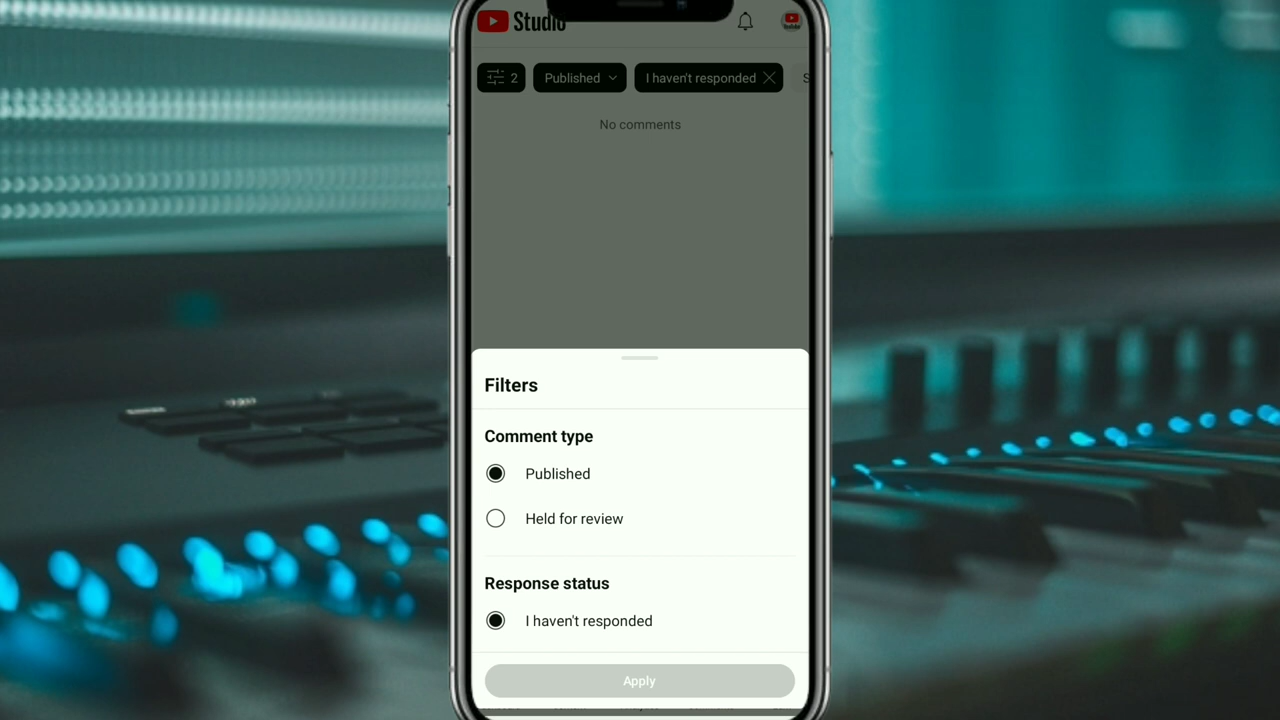 Studio
2
Published
I haven't responded
S
No comments
Filters
Comment type
Published
Held for review
Response status
I haven't responded
Apply